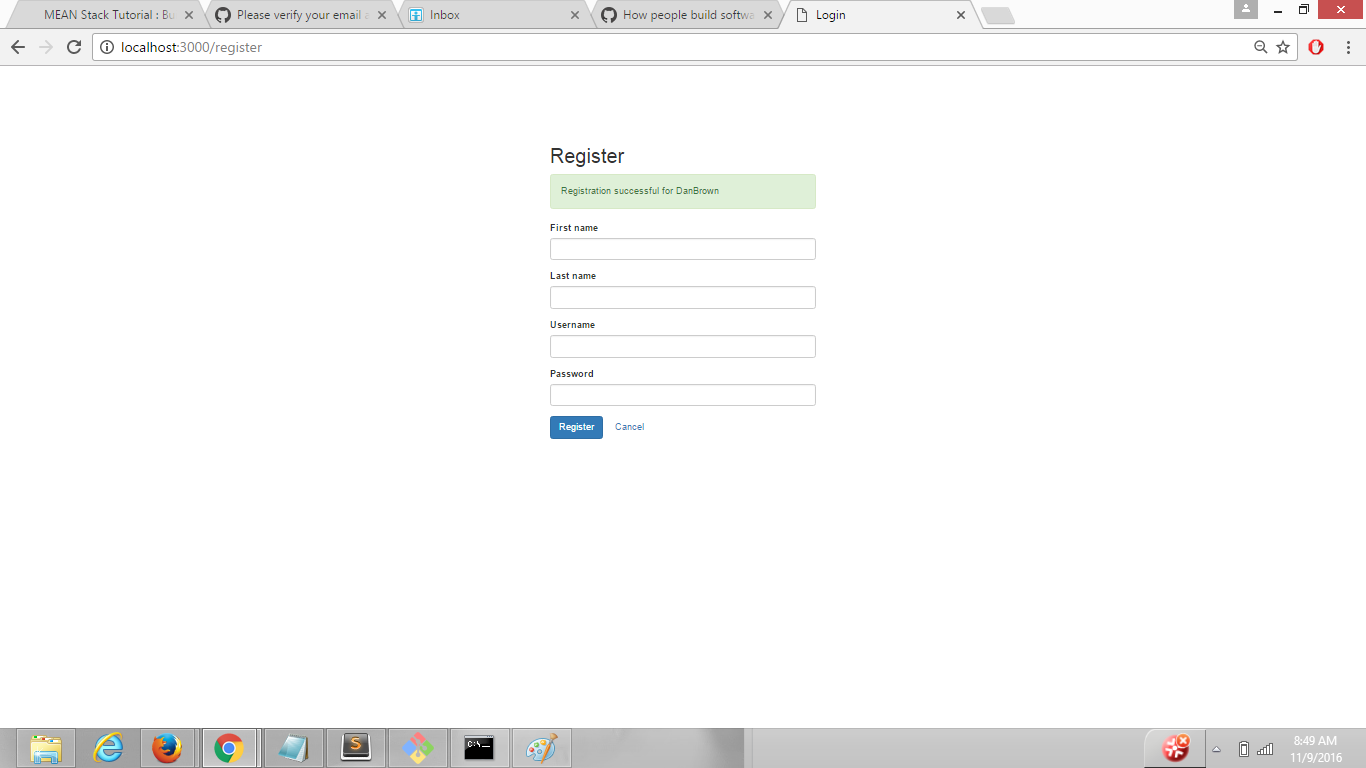 MEAN Stack Tutorial : Bu
Please verify your email a
Inbox
How people build softwa
Login
localhost:3000/register
Register
Registration successful for DanBrown
First name
Last name
Username
Password
Register Cancel
C:\._
8:49 AM
11/9/2016